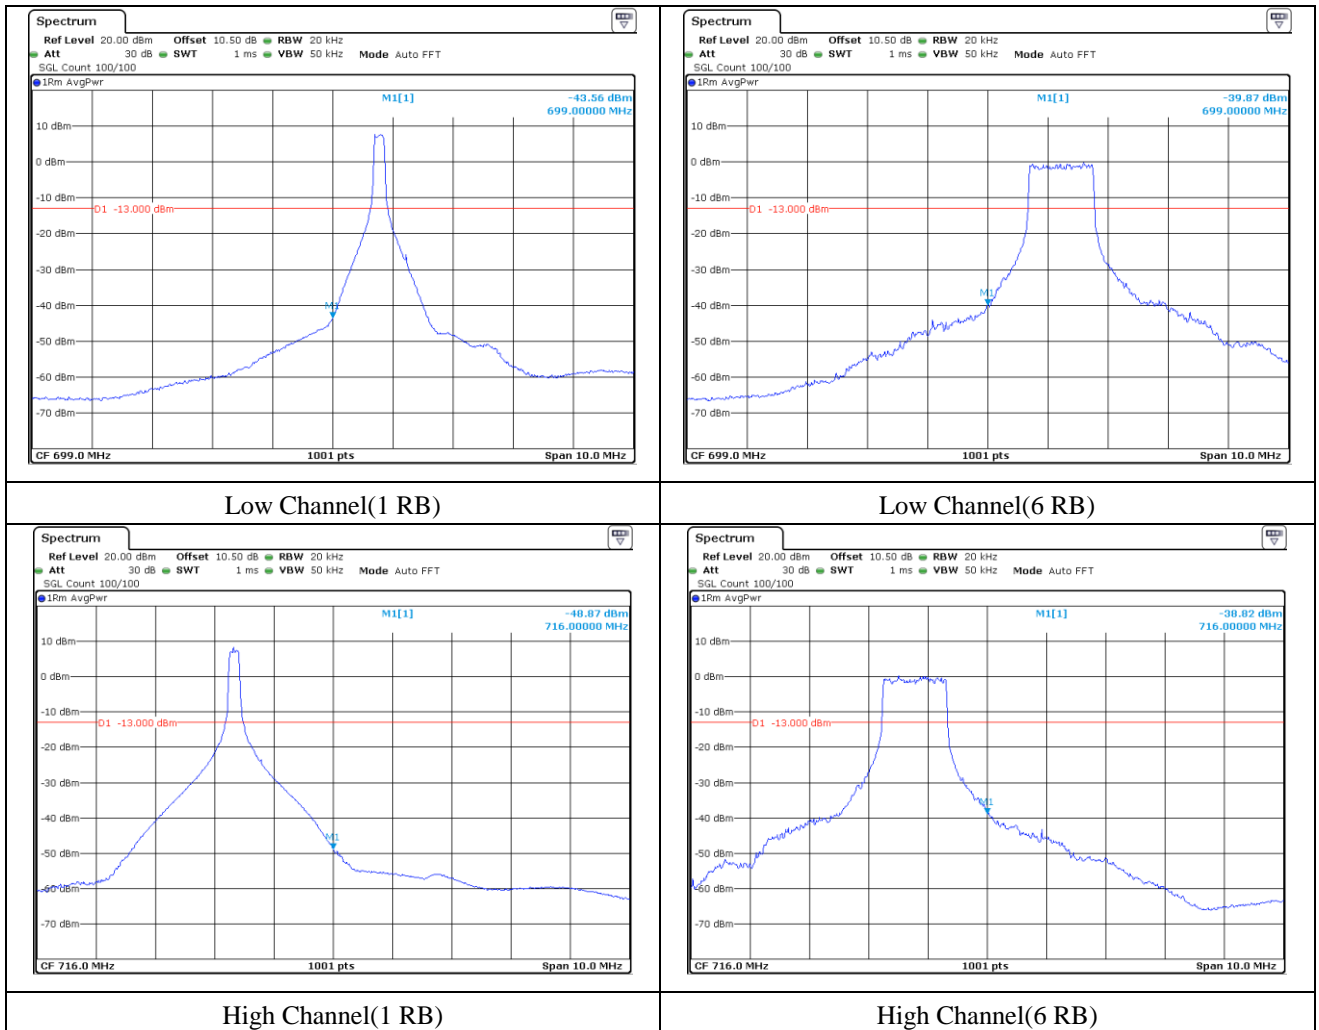 Spectrum
Ref Level 20.00 dBm Offset 10.50 dB RBW 20 kHz
Att 30 dB SWT 1 ms VBW 50 kHz Mode Auto FFT
SGL Count 100/100
1Rm AvgPwr
M1[1] -43.56 dBm
699.00000 MHz
10 dBm
0 dBm
-10 dBm
D1 -13.000 dBm
-20 dBm
-30 dBm
-40 dBm
M1
-50 dBm
-60 dBm
-70 dBm
CF 699.0 MHz 1001 pts Span 10.0 MHz
Low Channel(1 RB)
Spectrum
Ref Level 20.00 dBm Offset 10.50 dB RBW 20 kHz
Att 30 dB SWT 1 ms VBW 50 kHz Mode Auto FFT
SGL Count 100/100
1Rm AvgPwr
M1[1] -39.87 dBm
699.00000 MHz
10 dBm
0 dBm
-10 dBm
D1 -13.000 dBm
-20 dBm
-30 dBm
M1
-40 dBm
-50 dBm
-60 dBm
-70 dBm
CF 699.0 MHz 1001 pts Span 10.0 MHz
Low Channel(6 RB)
Spectrum
Ref Level 20.00 dBm Offset 10.50 dB RBW 20 kHz
Att 30 dB SWT 1 ms VBW 50 kHz Mode Auto FFT
SGL Count 100/100
1Rm AvgPwr
M1[1] -48.87 dBm
716.00000 MHz
10 dBm
0 dBm
-10 dBm
D1 -13.000 dBm
-20 dBm
-30 dBm
-40 dBm
M1
-50 dBm
-60 dBm
-70 dBm
CF 716.0 MHz 1001 pts Span 10.0 MHz
High Channel(1 RB)
Spectrum
Ref Level 20.00 dBm Offset 10.50 dB RBW 20 kHz
Att 30 dB SWT 1 ms VBW 50 kHz Mode Auto FFT
SGL Count 100/100
1Rm AvgPwr
M1[1] -38.82 dBm
716.00000 MHz
10 dBm
0 dBm
-10 dBm
D1 -13.000 dBm
-20 dBm
-30 dBm
M1
-40 dBm
-50 dBm
-60 dBm
-70 dBm
CF 716.0 MHz 1001 pts Span 10.0 MHz
High Channel(6 RB)